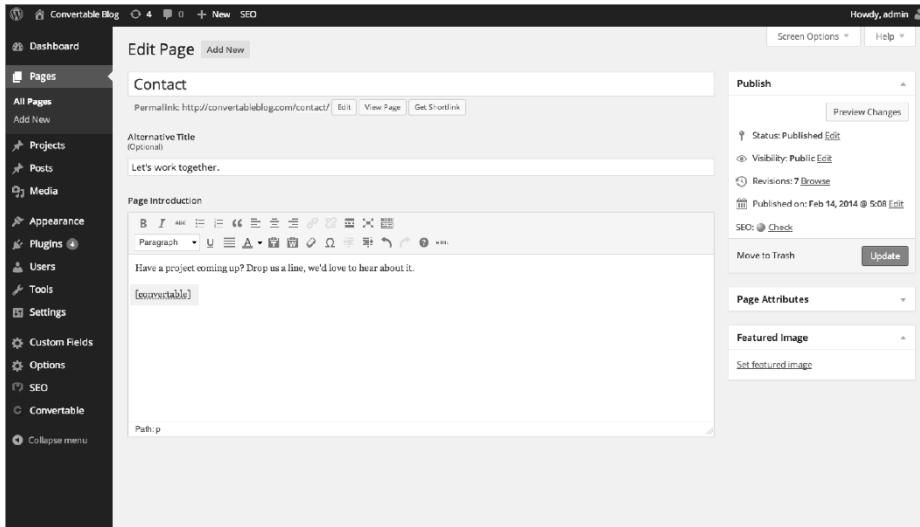 Convertable Blog 4 0 + New SEO Howdy, admin
Screen Options Help
Dashboard
Pages
All Pages
Add New
Projects
Posts
Media
Appearance
Plugins 4
Users
Tools
Settings
Custom Fields
Options
SEO
Convertable
Collapse menu
Edit Page Add New
Contact
Permalink: http://convertableblog.com/contact/ Edit View Page Get Shortlink
Alternative Title
(Optional)
Let's work together.
Page Introduction
B I ABC
Paragraph U A Ω HTML
Have a project coming up? Drop us a line, we'd love to hear about it.
[convertable]
Path: p
Publish
Preview Changes
Status: Published Edit
Visibility: Public Edit
Revisions: 7 Browse
Published on: Feb 14, 2014 @ 5:08 Edit
SEO: Check
Move to Trash Update
Page Attributes
Featured Image
Set featured image